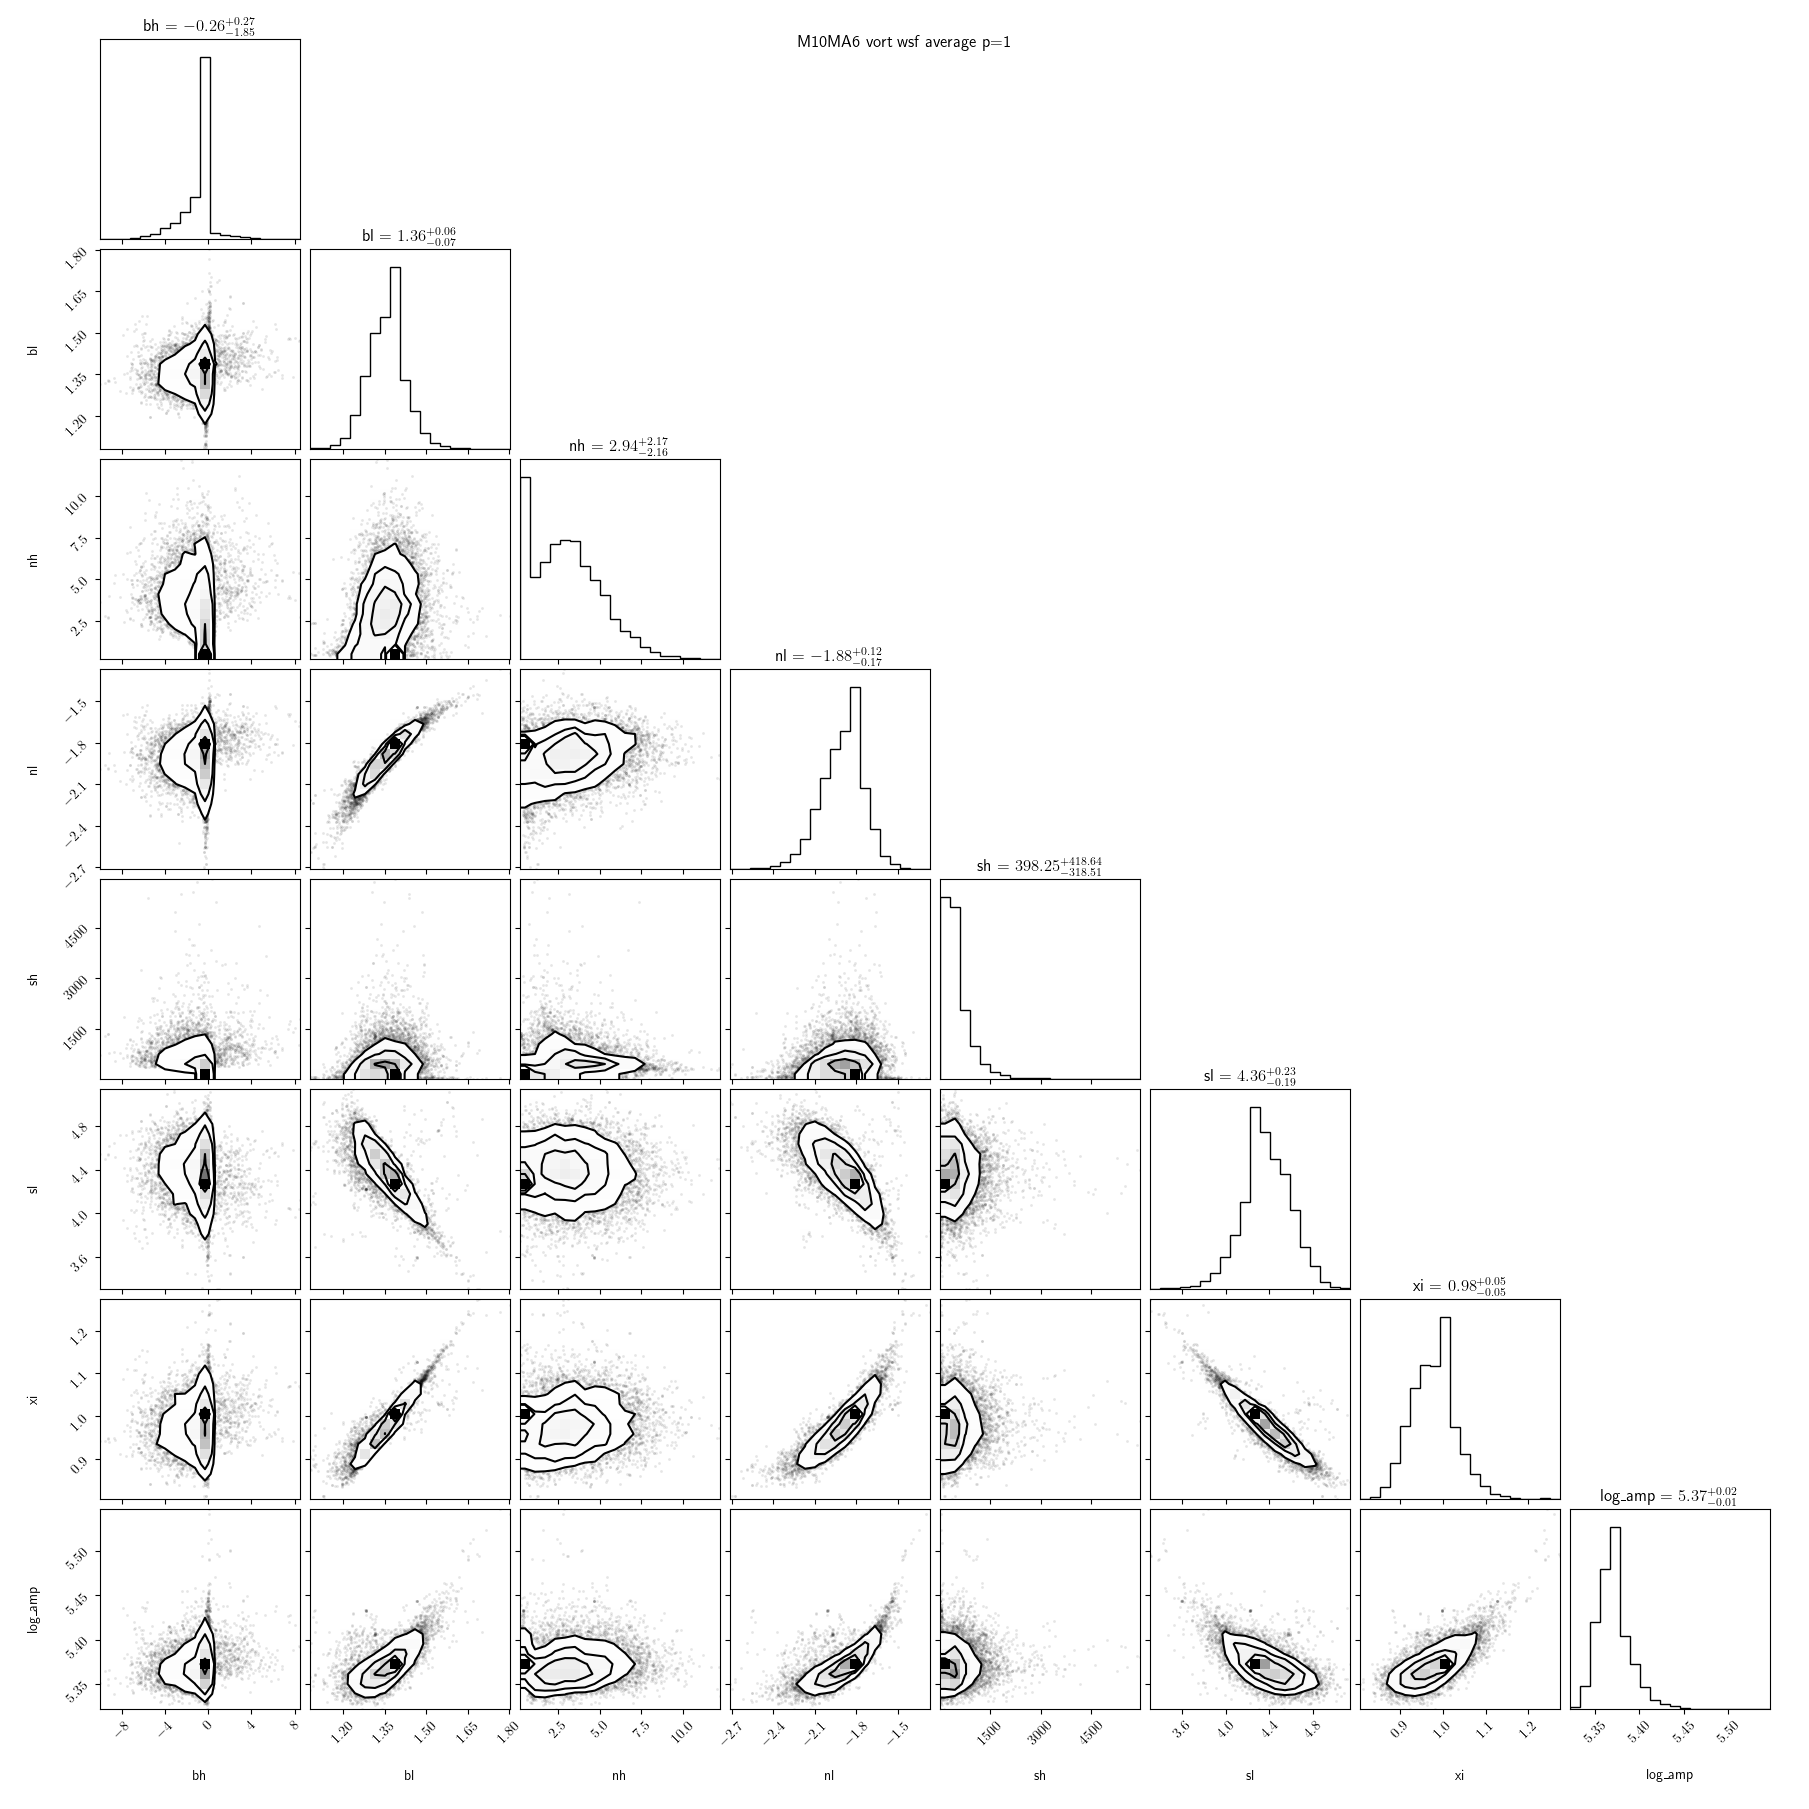 M10MA6 vort wsf average p=1
bh = −0.26+0.27−1.85
bl = 1.36+0.06−0.07
1.80
1.65
1.50
1.35
1.20
bl
nh = 2.94+2.17−2.16
10.0
7.5
5.0
2.5
nh
nl = −1.88+0.12−0.17
−1.5
−1.8
−2.1
−2.4
−2.7
nl
sh = 398.25+418.64−318.51
4500
3000
1500
sh
sl = 4.36+0.23−0.19
4.8
4.4
4.0
3.6
sl
xi = 0.98+0.05−0.05
1.2
1.1
1.0
0.9
xi
log_amp = 5.37+0.02−0.01
5.50
5.45
5.40
5.35
log_amp
−8 −4 0 4 8 1.20 1.35 1.50 1.65 1.80 2.5 5.0 7.5 10.0 −2.7 −2.4 −2.1 −1.8 −1.5 1500 3000 4500 3.6 4.0 4.4 4.8 0.9 1.0 1.1 1.2 5.35 5.40 5.45 5.50
bh bl nh nl sh sl xi log_amp